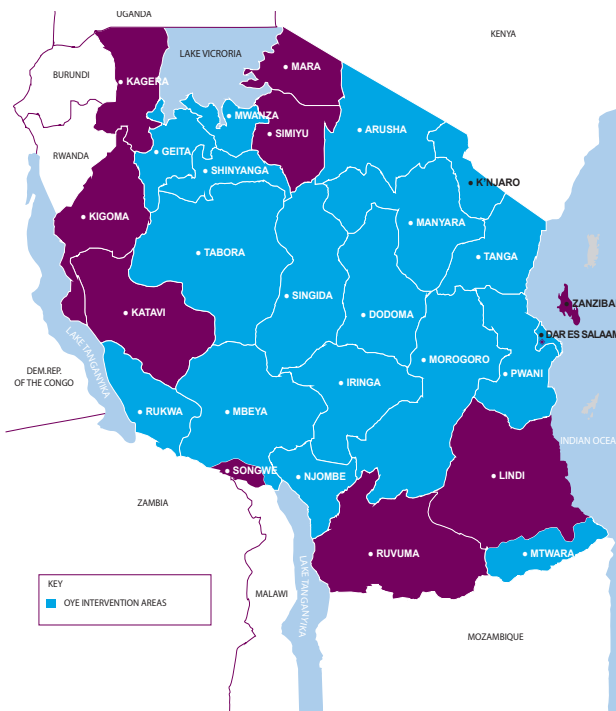 UGANDA
KENYA
LAKE VICRORIA
MARA
BURUNDI
KAGERA
MWANZA
ARUSHA
SIMIYU
GEITA
RWANDA
SHINYANGA
K'NJARO
KIGOMA
MANYARA
TABORA
TANGA
SINGIDA
ZANZIBA
KATAVI
DODOMA
DAR ES SALAAM
LAKE TANGANYIKA
MOROGORO
DEM.REP.
OF THE CONGO
PWANI
IRINGA
RUKWA
MBEYA
INDIAN OCEA
SONGWE
NJOMBE
LINDI
ZAMBIA
RUVUMA
MTWARA
LAKE TANGANYIKA
KEY
MALAWI
OYE INTERVENTION AREAS
MOZAMBIQUE